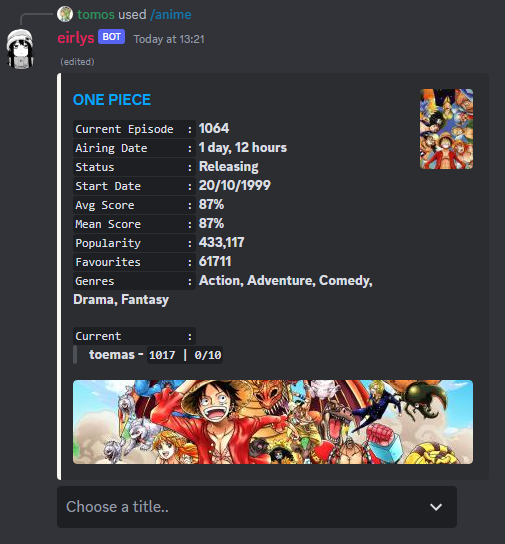 tomos used /anime
eirlys BOT Today at 13:21
(edited)
ONE PIECE
Current Episode : 1064
Airing Date : 1 day, 12 hours
Status : Releasing
Start Date : 20/10/1999
Avg Score : 87%
Mean Score : 87%
Popularity : 433,117
Favourites : 61711
Genres : Action, Adventure, Comedy,
Drama, Fantasy
Current :
toemas - 1017 | 0/10
Choose a title..